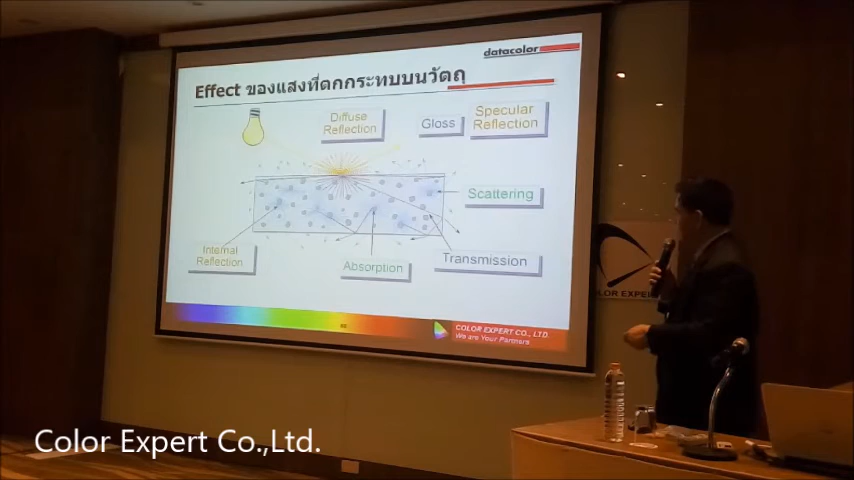 datacolor
Effect ของแสงที่ตกกระทบบนวัตถุ
Diffuse
Reflection
Gloss
Specular
Reflection
Scattering
Internal
Reflection
Absorption
Transmission
COLOR EXPERT CO., LTD.
We are Your Partners
COLOR EXPER
Color Expert Co.,Ltd.